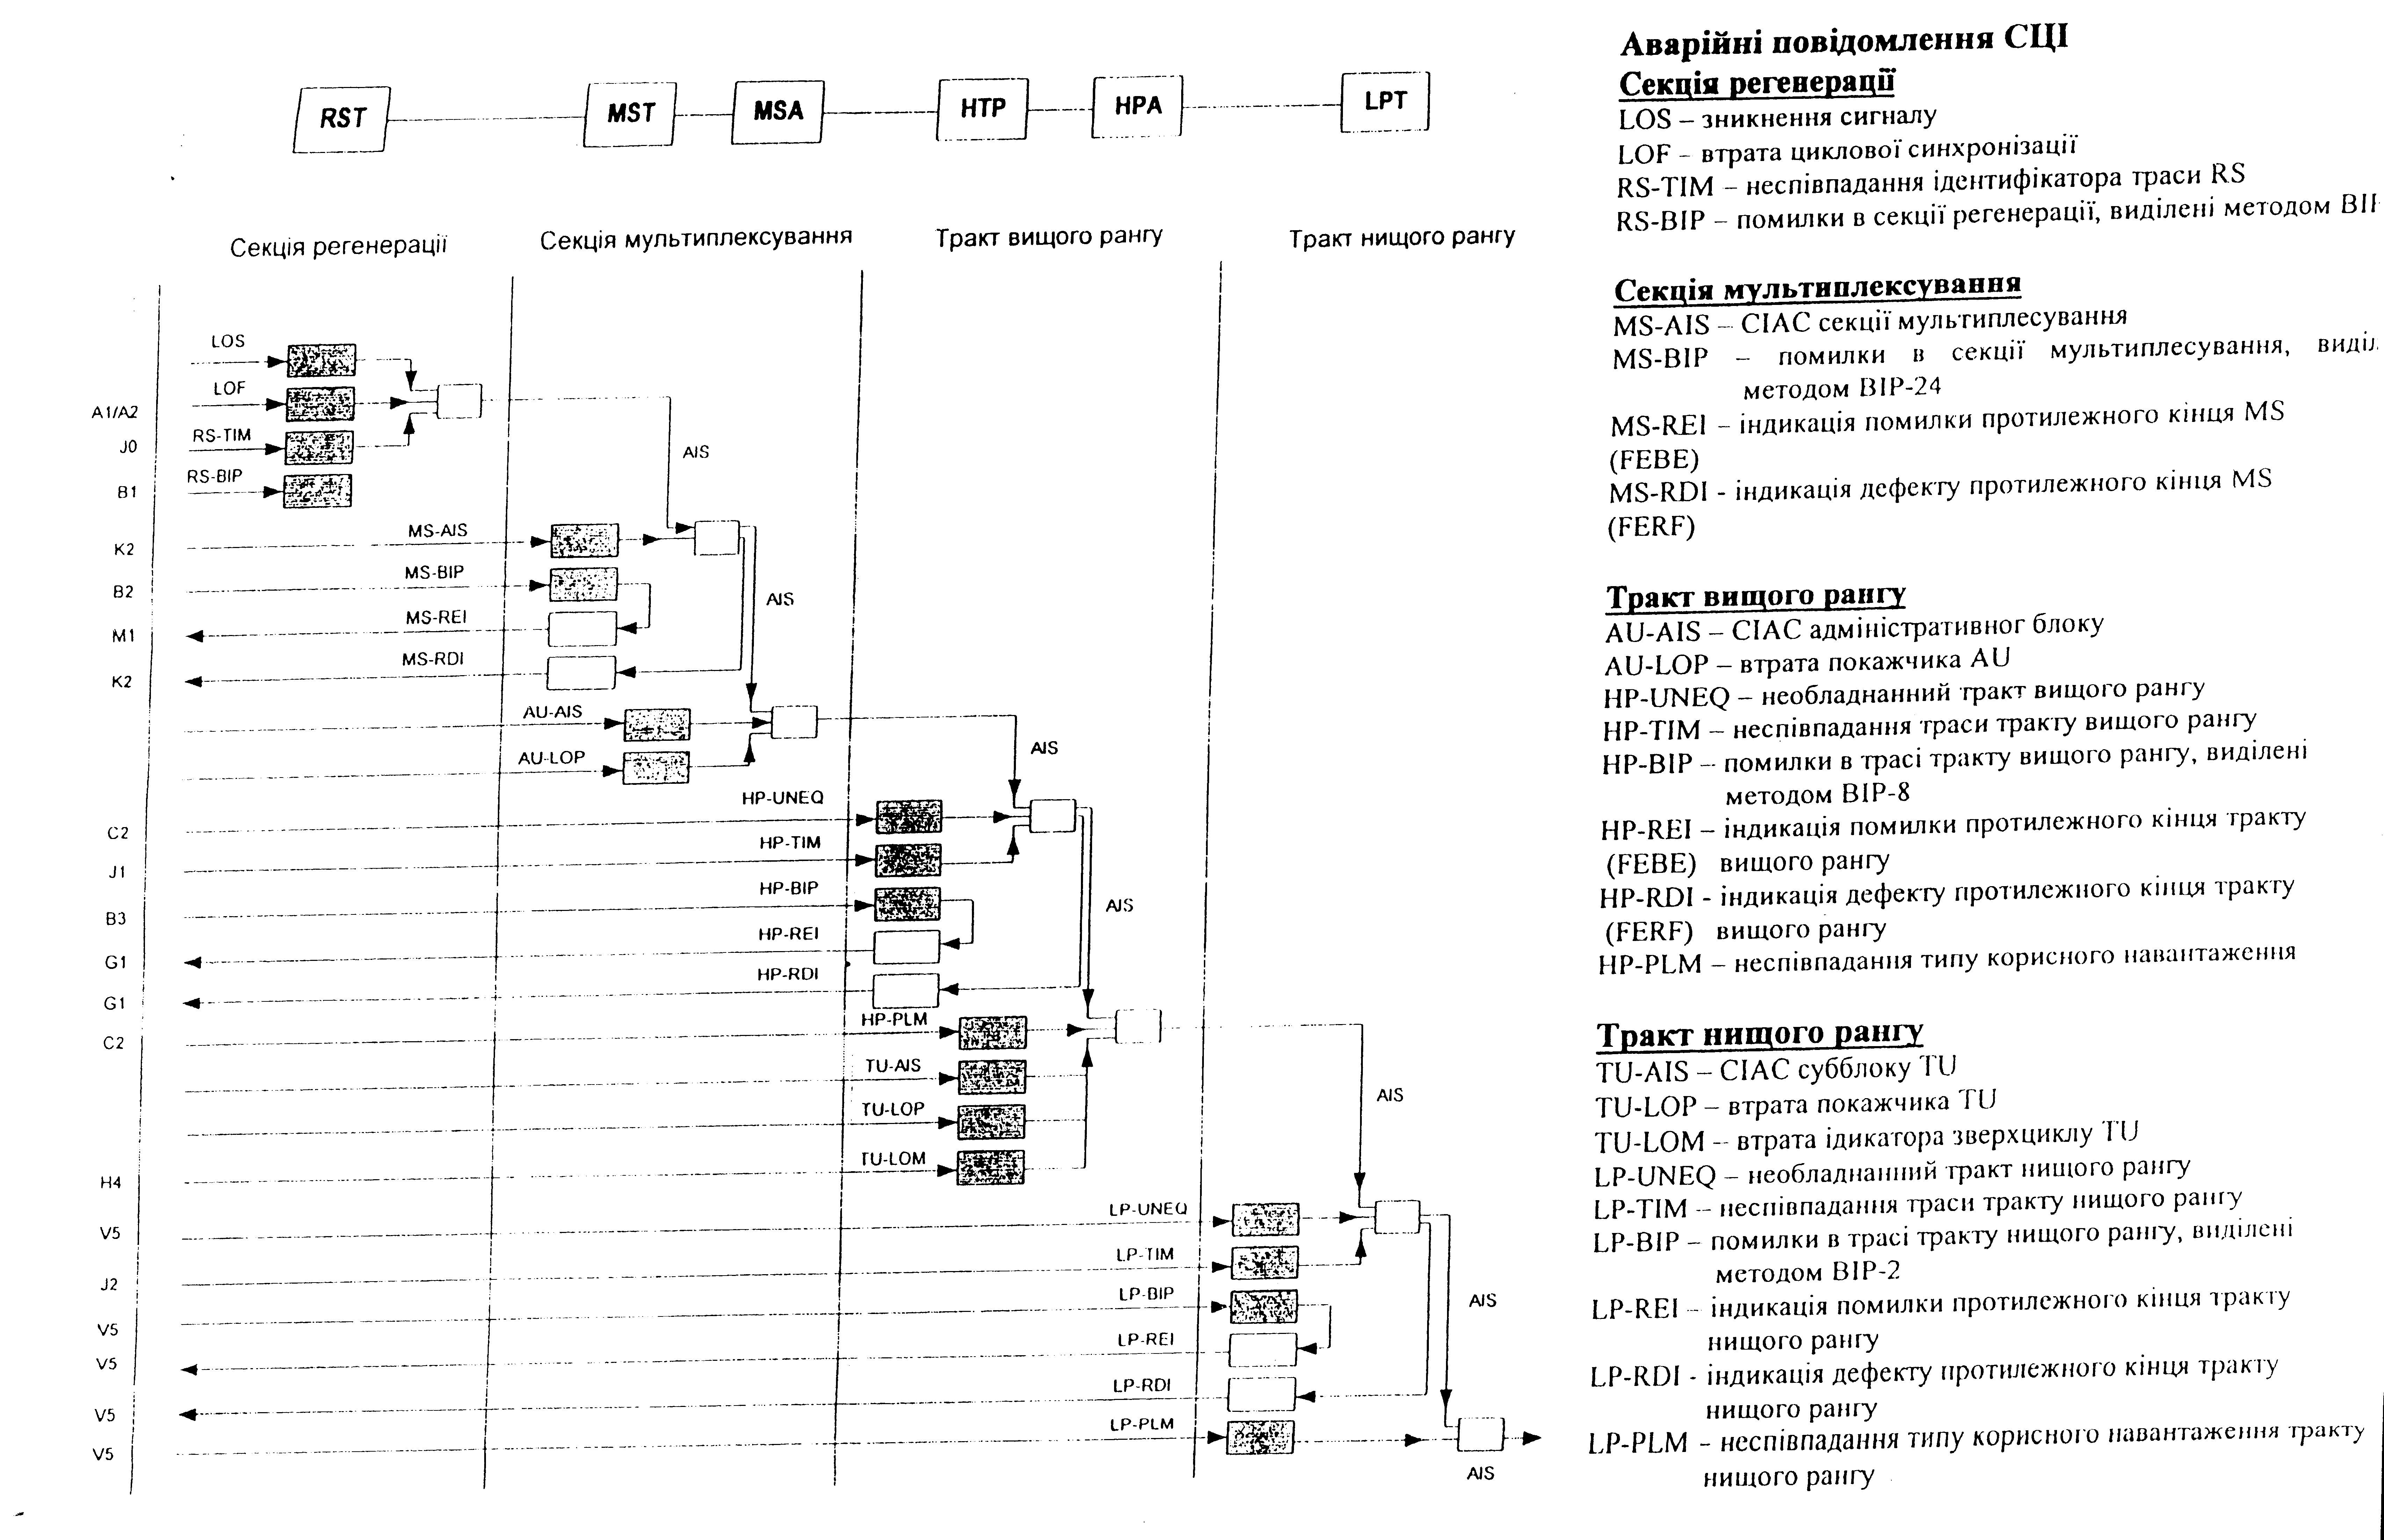 RST
MST
MSA
HTP
HPA
LPT
Секція регенерації
Секція мультиплексування
Тракт вищого рангу
Тракт нищого рангу
LOS
LOF
A1/A2
RS-TIM
J0
RS-BIP
B1
AIS
MS-AIS
K2
MS-BIP
B2
AIS
MS-REI
M1
MS-RDI
K2
AU-AIS
AU-LOP
AIS
HP-UNEQ
C2
HP-TIM
J1
HP-BIP
B3
AIS
HP-REI
G1
HP-RDI
G1
HP-PLM
C2
TU-AIS
AIS
TU-LOP
TU-LOM
H4
LP-UNEQ
V5
LP-TIM
J2
LP-BIP
V5
AIS
LP-REI
V5
LP-RDI
V5
LP-PLM
V5
AIS
Аварійні повідомлення СЦІ
Секція регенерації
LOS – зникнення сигналу
LOF – втрата циклової синхронізації
RS-TIM – неспівпадання ідентифікатора траси RS
RS-BIP – помилки в секції регенерації, виділені методом
Секція мультиплексування
MS-AIS – СІАС секції мультиплесування
MS-BIP – помилки в секції мультиплесування,
методом BIP-24
MS-REI – індикація помилки протилежного кінця MS
(FEBE)
MS-RDI - індикація дефекту протилежного кінця MS
(FERF)
Тракт вищого рангу
AU-AIS – СІАС адміністративног блоку
AU-LOP – втрата покажчика AU
HP-UNEQ – необладнанний тракт вищого рангу
HP-TIM – неспівпадання траси тракту вищого рангу
HP-BIP – помилки в трасі тракту вищого рангу, виділені
методом BIP-8
HP-REI – індикація помилки протилежного кінця тракту
(FEBE) вищого рангу
HP-RDI - індикація дефекту протилежного кінця тракту
(FERF) вищого рангу
HP-PLM – неспівпадання типу корисного навантаження
Тракт нищого рангу
TU-AIS – СІАС субблоку TU
TU-LOP – втрата покажчика TU
TU-LOM – втрата ідикатора зверхциклу TU
LP-UNEQ – необладнанний тракт нищого рангу
LP-TIM – неспівпадання траси тракту нищого рангу
LP-BIP – помилки в трасі тракту нищого рангу, виділені
методом BIP-2
LP-REI – індикація помилки протилежного кінця тракту
нищого рангу
LP-RDI - індикація дефекту протилежного кінця тракту
нищого рангу
LP-PLM – неспівпадання типу корисного навантаження тракту
нищого рангу